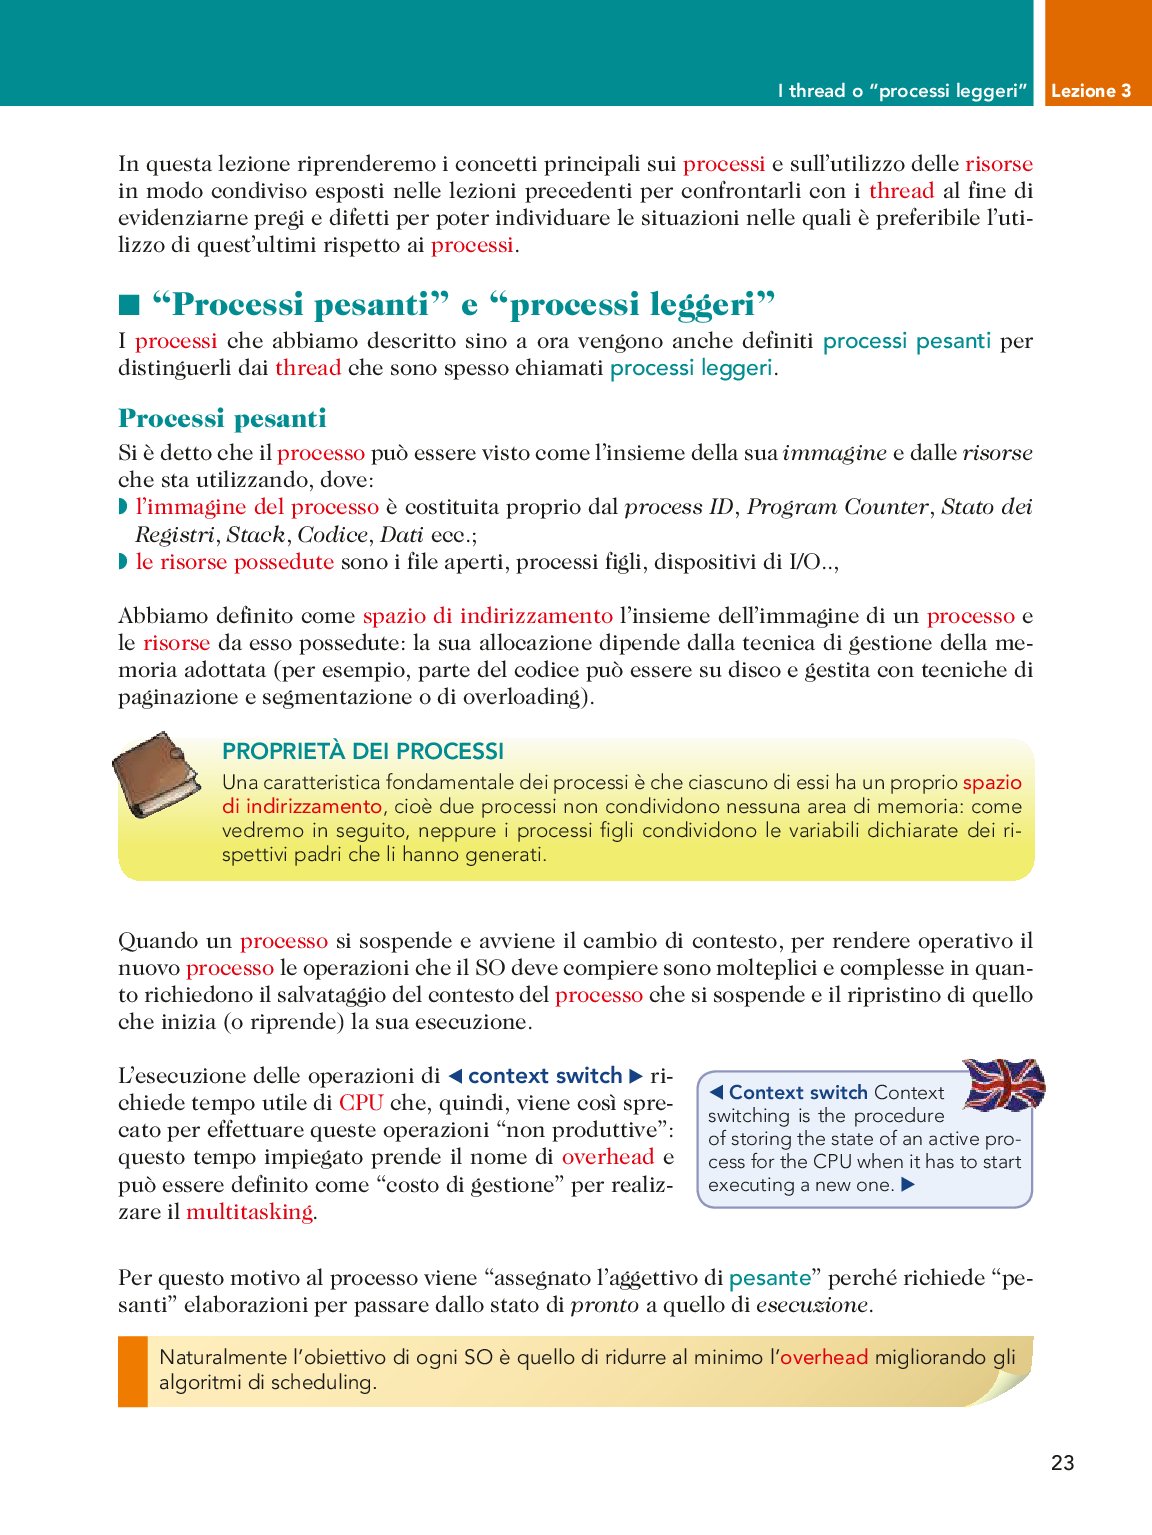 I thread o “processi leggeri” Lezione 3
In questa lezione riprenderemo i concetti principali sui processi e sull’utilizzo delle risorse
in modo condiviso esposti nelle lezioni precedenti per confrontarli con i thread al fine di
evidenziarne pregi e difetti per poter individuare le situazioni nelle quali è preferibile l’uti-
lizzo di quest’ultimi rispetto ai processi.
■ “Processi pesanti” e “processi leggeri”
I processi che abbiamo descritto sino a ora vengono anche definiti processi pesanti per
distinguerli dai thread che sono spesso chiamati processi leggeri.
Processi pesanti
Si è detto che il processo può essere visto come l’insieme della sua immagine e dalle risorse
che sta utilizzando, dove:
◗ l’immagine del processo è costituita proprio dal process ID, Program Counter, Stato dei
Registri, Stack, Codice, Dati ecc.;
◗ le risorse possedute sono i file aperti, processi figli, dispositivi di I/O..,
Abbiamo definito come spazio di indirizzamento l’insieme dell’immagine di un processo e
le risorse da esso possedute: la sua allocazione dipende dalla tecnica di gestione della me-
moria adottata (per esempio, parte del codice può essere su disco e gestita con tecniche di
paginazione e segmentazione o di overloading).
PROPRIETÀ DEI PROCESSI
Una caratteristica fondamentale dei processi è che ciascuno di essi ha un proprio spazio
di indirizzamento, cioè due processi non condividono nessuna area di memoria: come
vedremo in seguito, neppure i processi figli condividono le variabili dichiarate dei ri-
spettivi padri che li hanno generati.
Quando un processo si sospende e avviene il cambio di contesto, per rendere operativo il
nuovo processo le operazioni che il SO deve compiere sono molteplici e complesse in quan-
to richiedono il salvataggio del contesto del processo che si sospende e il ripristino di quello
che inizia (o riprende) la sua esecuzione.
L’esecuzione delle operazioni di ◀ context switch ▶ ri-
chiede tempo utile di CPU che, quindi, viene così spre-
cato per effettuare queste operazioni “non produttive”:
questo tempo impiegato prende il nome di overhead e
può essere definito come “costo di gestione” per realiz-
zare il multitasking.
◀ Context switch Context
switching is the procedure
of storing the state of an active pro-
cess for the CPU when it has to start
executing a new one. ▶
Per questo motivo al processo viene “assegnato l’aggettivo di pesante” perché richiede “pe-
santi” elaborazioni per passare dallo stato di pronto a quello di esecuzione.
Naturalmente l’obiettivo di ogni SO è quello di ridurre al minimo l’overhead migliorando gli
algoritmi di scheduling.
23